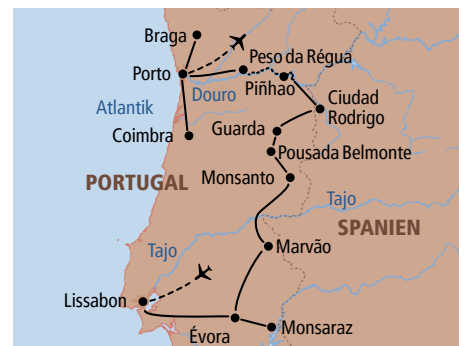 Braga
Peso da Régua
Porto
Piñhao
Douro
Atlantik
Ciudad
Rodrigo
Guarda
Coimbra
Pousada Belmonte
PORTUGAL
Monsanto
Tajo
SPANIEN
Tajo
Marvão
Lissabon
Évora
Monsaraz